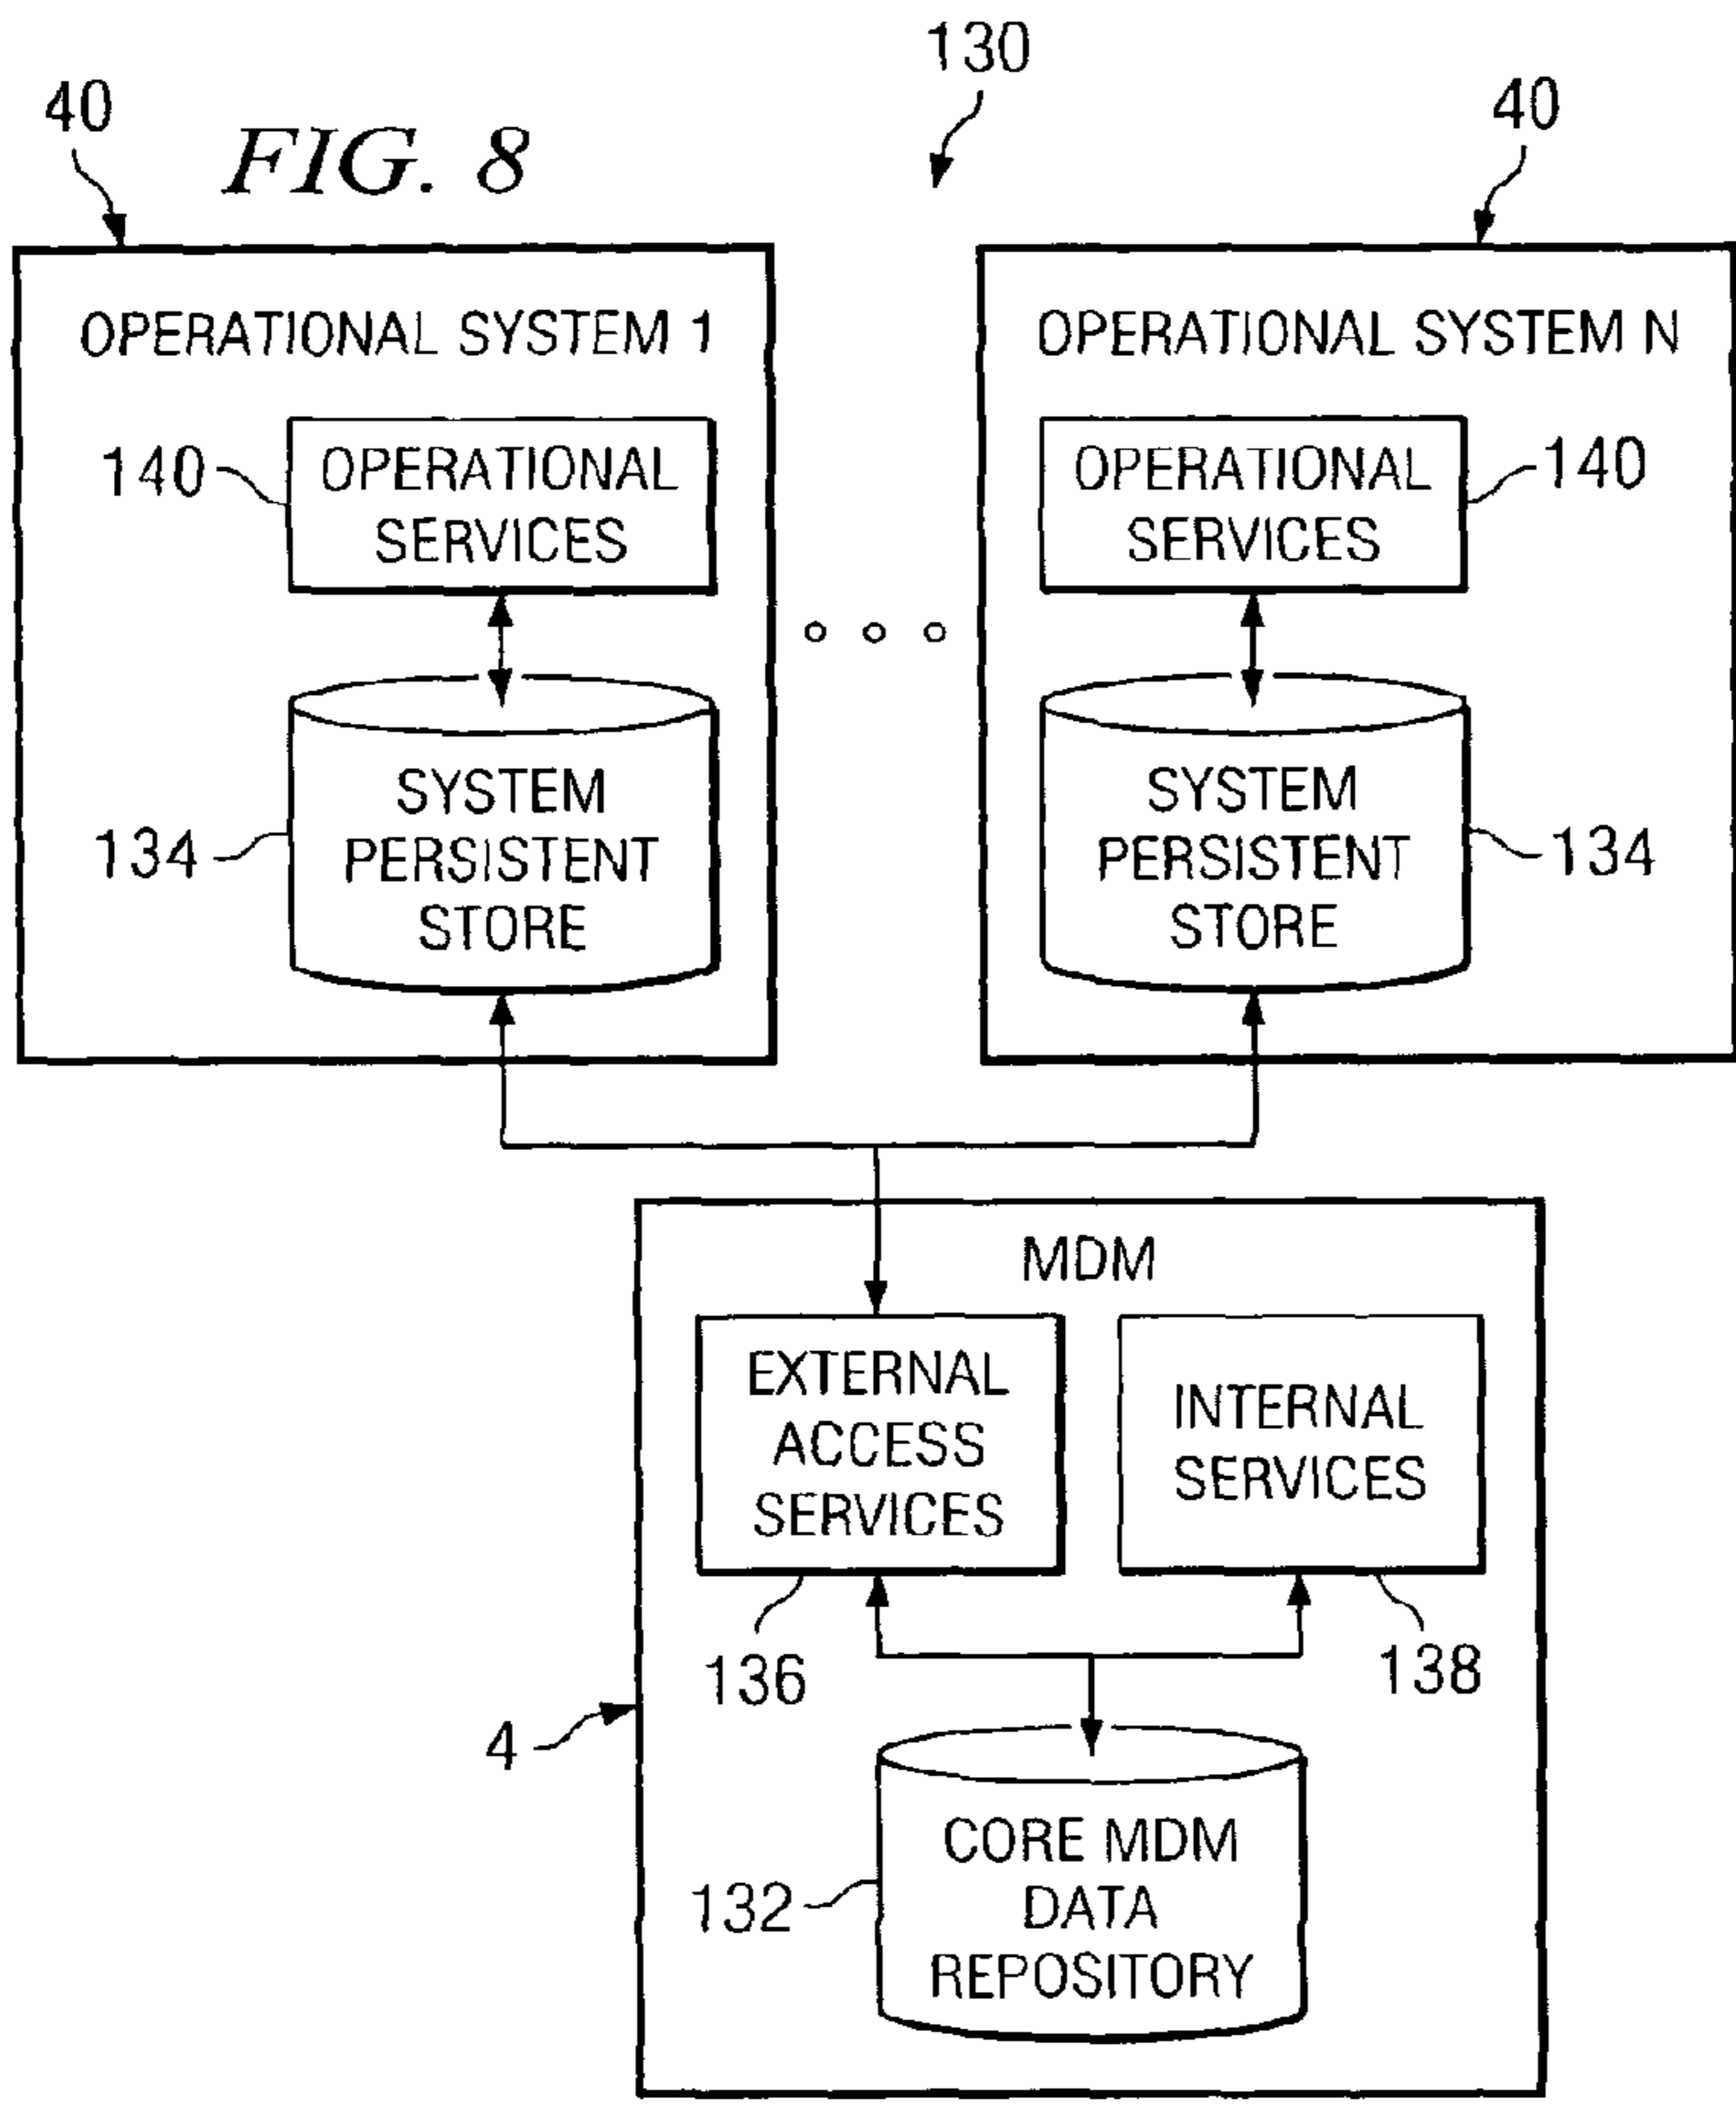 130
40
FIG. 8
40
OPERATIONAL SYSTEM 1
OPERATIONAL SYSTEM N
140
OPERATIONAL
SERVICES
OPERATIONAL
SERVICES
140
134
SYSTEM
PERSISTENT
STORE
SYSTEM
PERSISTENT
STORE
134
MDM
EXTERNAL
ACCESS
SERVICES
INTERNAL
SERVICES
136
138
4
132
CORE MDM
DATA
REPOSITORY